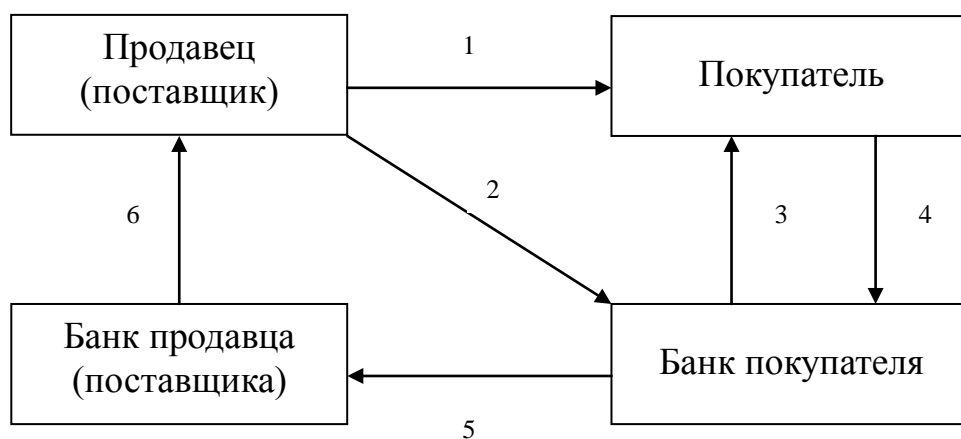 Продавец
(поставщик)
1
Покупатель
2
6
3
4
Банк продавца
(поставщика)
Банк покупателя
5